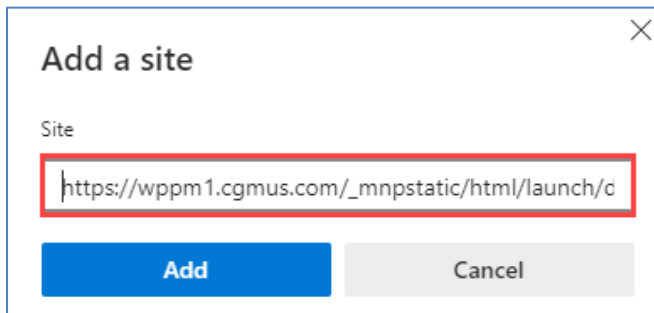 Add a site
Site
https://wppm1.cgmus.com/_mnpstatic/html/launch/d
Add
Cancel